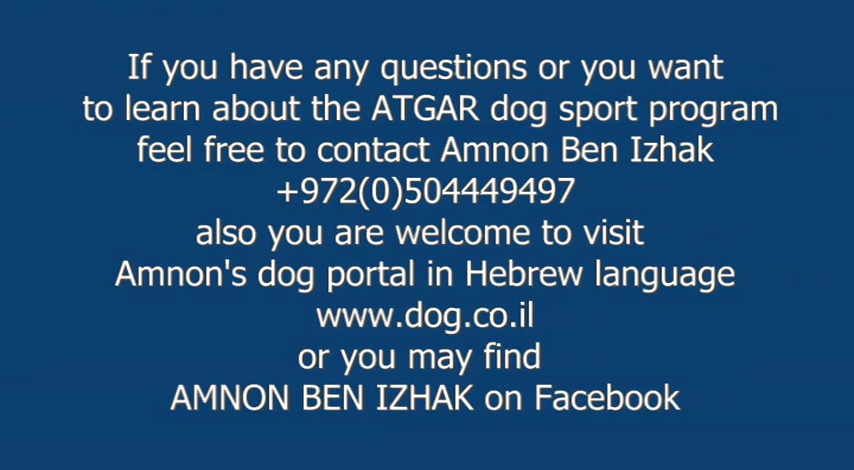 If you have any questions or you want
to learn about the ATGAR dog sport program
feel free to contact Amnon Ben Izhak
+972(0)504449497
also you are welcome to visit
Amnon's dog portal in Hebrew language
www.dog.co.il
or you may find
AMNON BEN IZHAK on Facebook